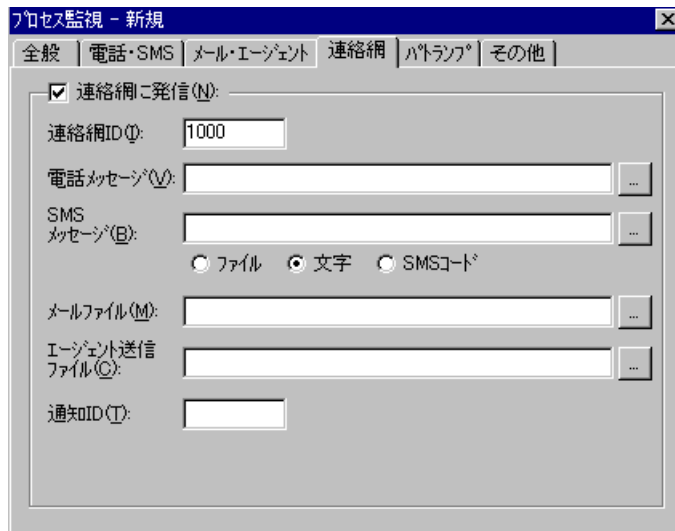 プロセス監視 - 新規
全般 電話・SMS メール・エージェント 連絡網 パトランプ その他
連絡網に発信(N):
連絡網ID(I): 1000
電話メッセージ(V): ...
SMS
メッセージ(B): ...
ファイル 文字 SMSコード
メールファイル(M): ...
エージェント送信
ファイル(C): ...
通知ID(T):